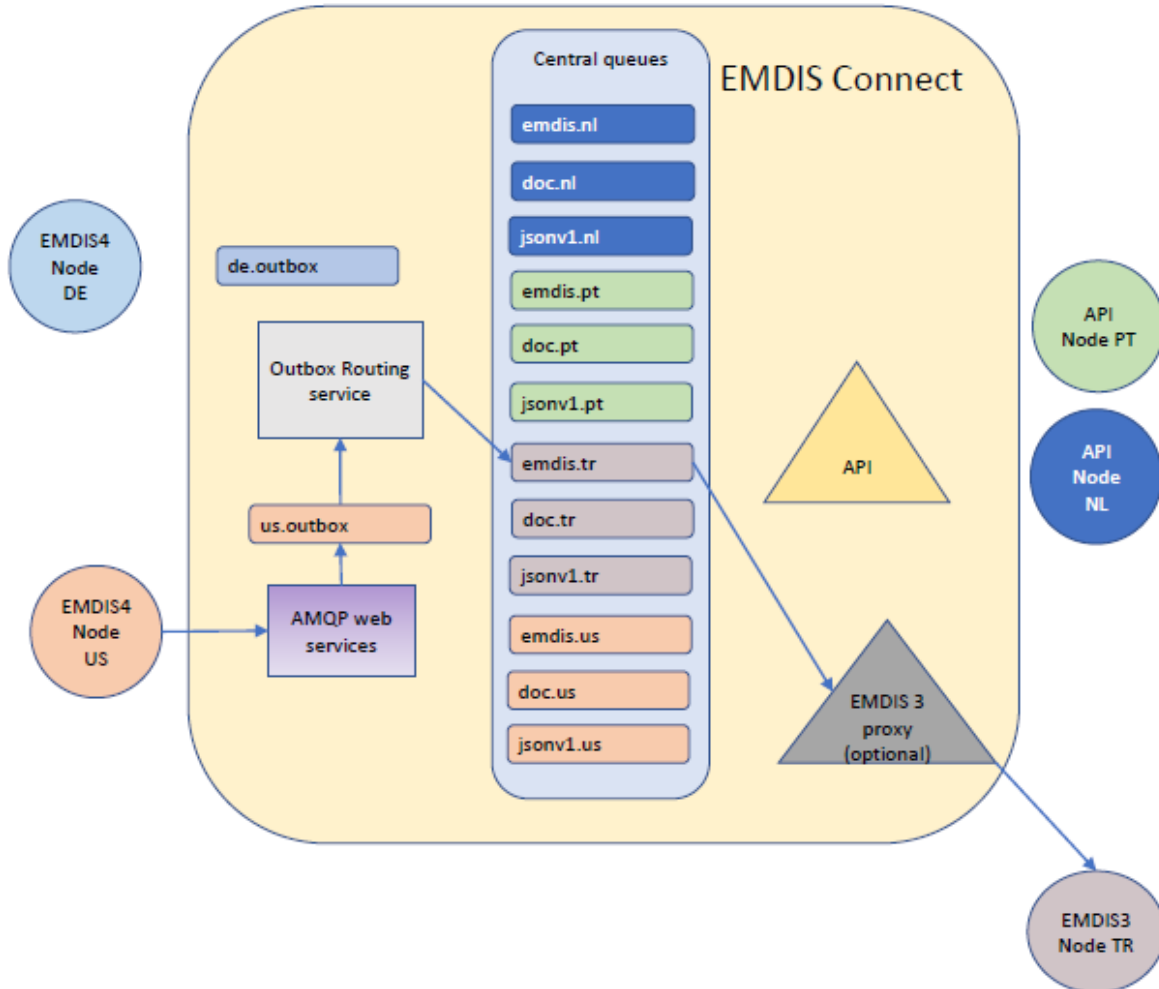 Central queues
EMDIS Connect
emdis.nl
doc.nl
jsonv1.nl
EMDIS4
Node
DE
de.outbox
emdis.pt
doc.pt
jsonv1.pt
API
Node PT
Outbox Routing
service
API
API
Node
NL
emdis.tr
doc.tr
jsonv1.tr
us.outbox
EMDIS4
Node
US
AMQP web
services
emdis.us
doc.us
jsonv1.us
EMDIS 3
proxy
(optional)
EMDIS3
Node TR